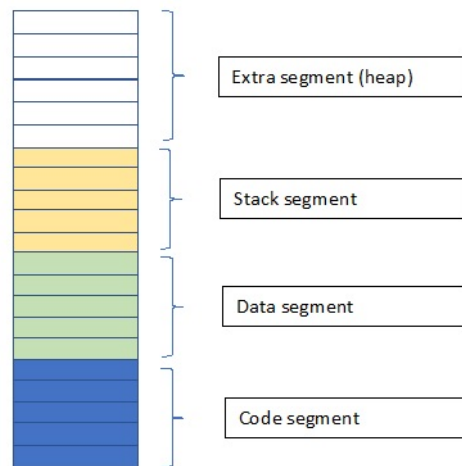 Extra segment (heap)
Stack segment
Data segment
Code segment